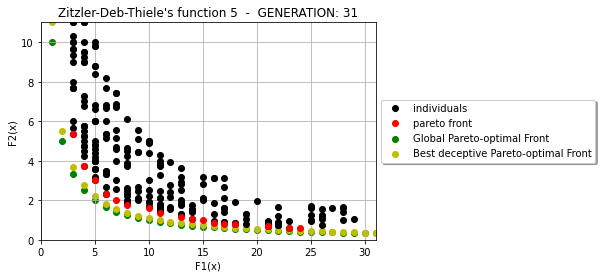 Zitzler-Deb-Thiele's function 5 - GENERATION: 31
10
8
6
4
2
0
F2(x)
0 5 10 15 20 25 30
F1(x)
individuals
pareto front
Global Pareto-optimal Front
Best deceptive Pareto-optimal Front